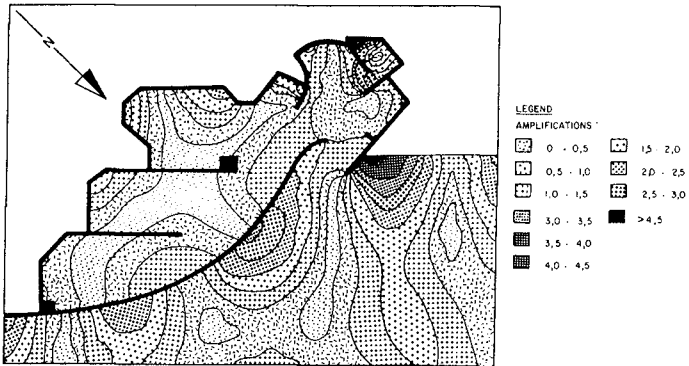 N
LEGEND
AMPLIFICATIONS
0 - 0,5
0,5 - 1,0
1,0 - 1,5
3,0 - 3,5
3,5 - 4,0
4,0 - 4,5
1,5 - 2,0
2,0 - 2,5
2,5 - 3,0
>4,5